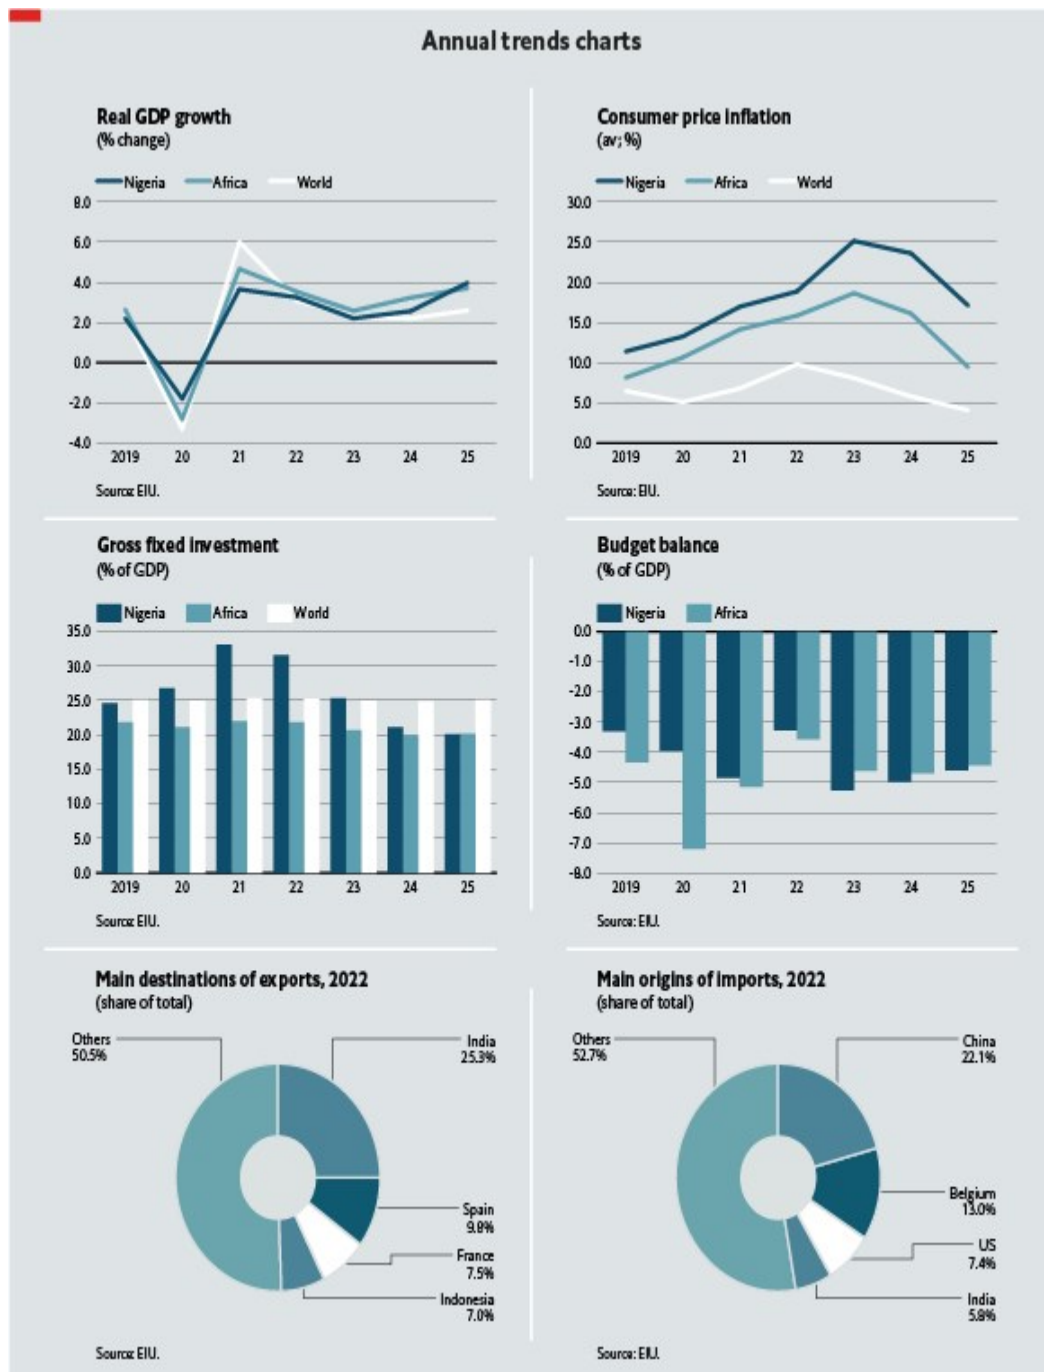 Annual trends charts
Real GDP growth
(% change)
Nigeria Africa World
8.0
6.0
4.0
2.0
0.0
-2.0
-4.0
2019 20 21 22 23 24 25
Source: EIU.
Consumer price inflation
(av; %)
Nigeria Africa World
30.0
25.0
20.0
15.0
10.0
5.0
0.0
2019 20 21 22 23 24 25
Source: EIU.
Gross fixed investment
(% of GDP)
Nigeria Africa World
35.0
30.0
25.0
20.0
15.0
10.0
5.0
0.0
2019 20 21 22 23 24 25
Source: EIU.
Budget balance
(% of GDP)
Nigeria Africa
0.0
-1.0
-2.0
-3.0
-4.0
-5.0
-6.0
-7.0
-8.0
2019 20 21 22 23 24 25
Source: EIU.
Main destinations of exports, 2022
(share of total)
Others
50.5%
India
25.3%
Spain
9.8%
France
7.5%
Indonesia
7.0%
Source: EIU.
Main origins of imports, 2022
(share of total)
Others
52.7%
China
22.1%
Belgium
13.0%
US
7.4%
India
5.8%
Source: EIU.